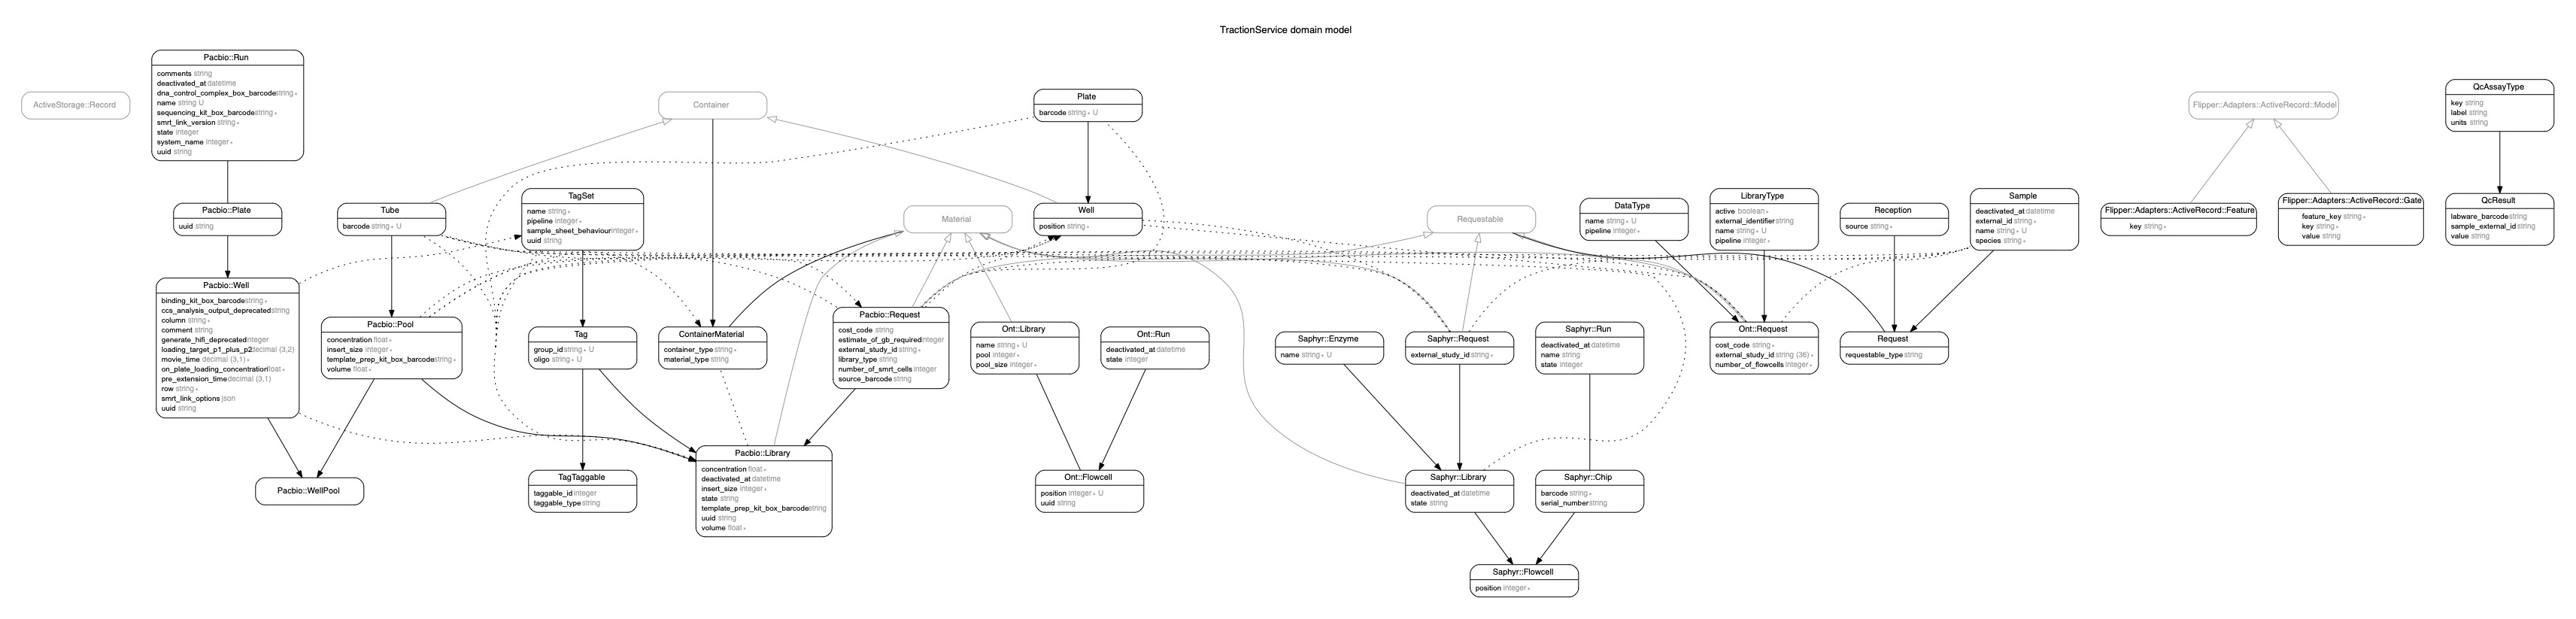 TractionService domain model
ActiveStorage::Record
Pacbio::Run
comments string
deactivated_at datetime
dna_control_complex_box_barcode string ∗
name string U
sequencing_kit_box_barcode string ∗
smrt_link_version string ∗
state integer
system_name integer ∗
uuid string
Pacbio::Plate
uuid string
Pacbio::Well
binding_kit_box_barcode string ∗
ccs_analysis_output_deprecated string
column string ∗
comment string
generate_hifi_deprecated integer
loading_target_p1_plus_p2 decimal (3,2)
movie_time decimal (3,1) ∗
on_plate_loading_concentration float ∗
pre_extension_time decimal (3,1)
row string ∗
smrt_link_options json
uuid string
Pacbio::WellPool
Tube
barcode string ∗ U
Pacbio::Pool
concentration float ∗
insert_size integer ∗
template_prep_kit_box_barcode string ∗
volume float ∗
TagSet
name string ∗
pipeline integer ∗
sample_sheet_behaviour integer ∗
uuid string
Tag
group_id string ∗ U
oligo string ∗ U
TagTaggable
taggable_id integer
taggable_type string
Container
ContainerMaterial
container_type string ∗
material_type string
Pacbio::Library
concentration float ∗
deactivated_at datetime
insert_size integer ∗
state string
template_prep_kit_box_barcode string
uuid string
volume float ∗
Pacbio::Request
cost_code string
estimate_of_gb_required integer
external_study_id string ∗
library_type string
number_of_smrt_cells integer
source_barcode string
Material
Plate
barcode string ∗ U
Well
position string ∗
Ont::Library
name string ∗ U
pool integer ∗
pool_size integer ∗
Ont::Run
deactivated_at datetime
state integer
Ont::Flowcell
position integer ∗ U
uuid string
Saphyr::Enzyme
name string ∗ U
Requestable
Saphyr::Request
external_study_id string ∗
Saphyr::Library
deactivated_at datetime
state string
Saphyr::Run
deactivated_at datetime
name string
state integer
Saphyr::Chip
barcode string ∗
serial_number string
Saphyr::Flowcell
position integer ∗
DataType
name string ∗ U
pipeline integer ∗
LibraryType
active boolean ∗
external_identifier string
name string ∗ U
pipeline integer ∗
Ont::Request
cost_code string ∗
external_study_id string (36) ∗
number_of_flowcells integer ∗
Reception
source string ∗
Request
requestable_type string
Sample
deactivated_at datetime
external_id string ∗
name string ∗ U
species string ∗
Flipper::Adapters::ActiveRecord::Model
Flipper::Adapters::ActiveRecord::Feature
key string ∗
Flipper::Adapters::ActiveRecord::Gate
feature_key string ∗
key string ∗
value string
QcAssayType
key string
label string
units string
QcResult
labware_barcode string
sample_external_id string
value string